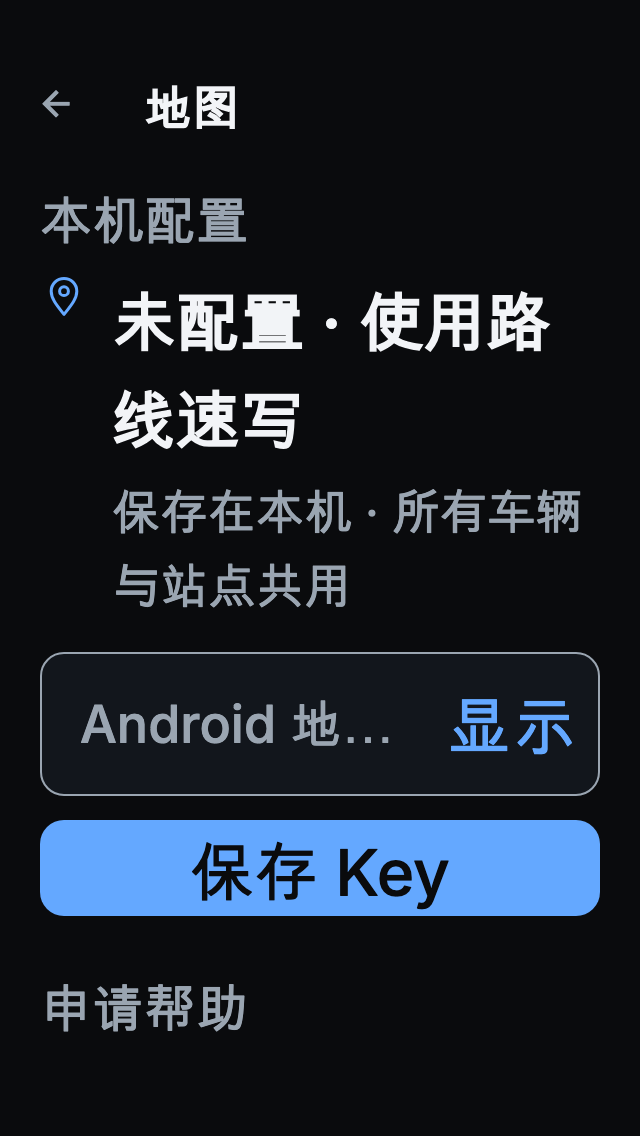 地图
本机配置
未配置 · 使用路
线速写
保存在本机 · 所有车辆
与站点共用
Android 地… 显示
保存 Key
申请帮助